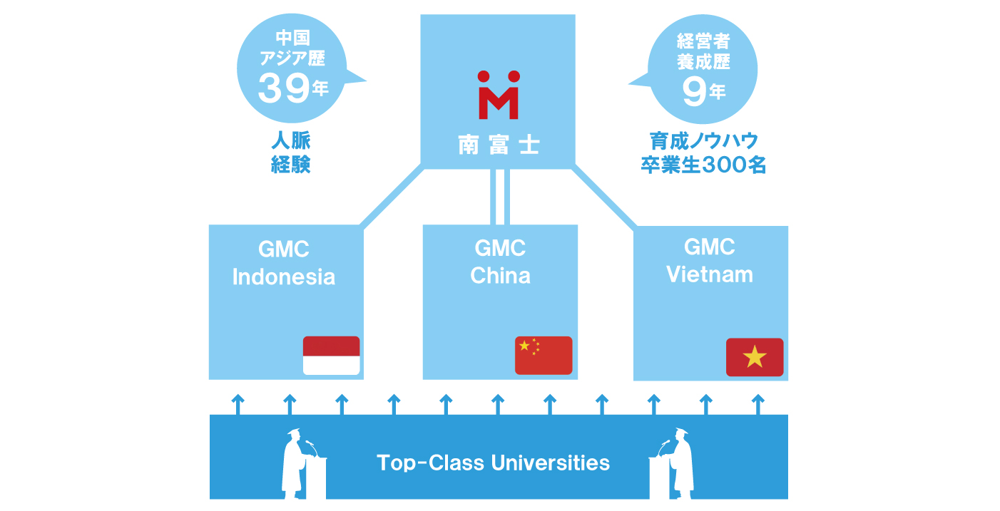 中国
アジア歴
39年
人脈
経験
南富士
経営者
養成歴
9年
育成ノウハウ
卒業生300名
GMC
Indonesia
GMC
China
GMC
Vietnam
Top-Class Universities